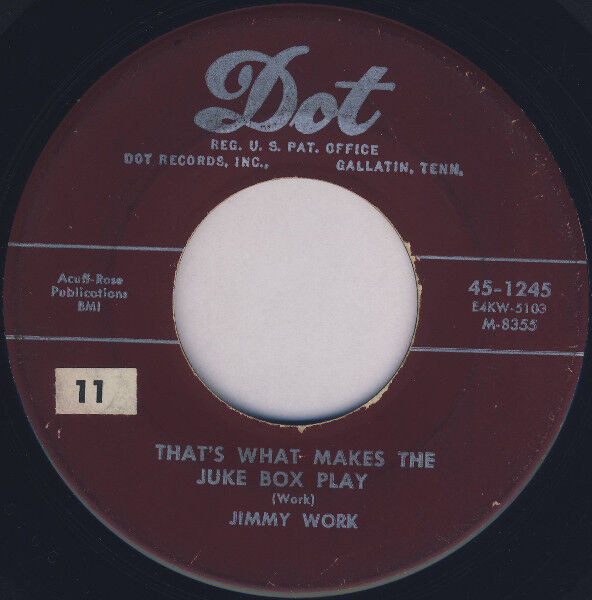 Dot
REG. U. S. PAT. OFFICE
DOT RECORDS, INC., GALLATIN, TENN.
Acuff-Rose
Publications
BMI
45-1245
E4KW-5103
M-8355
11
THAT'S WHAT MAKES THE
JUKE BOX PLAY
(Work)
JIMMY WORK